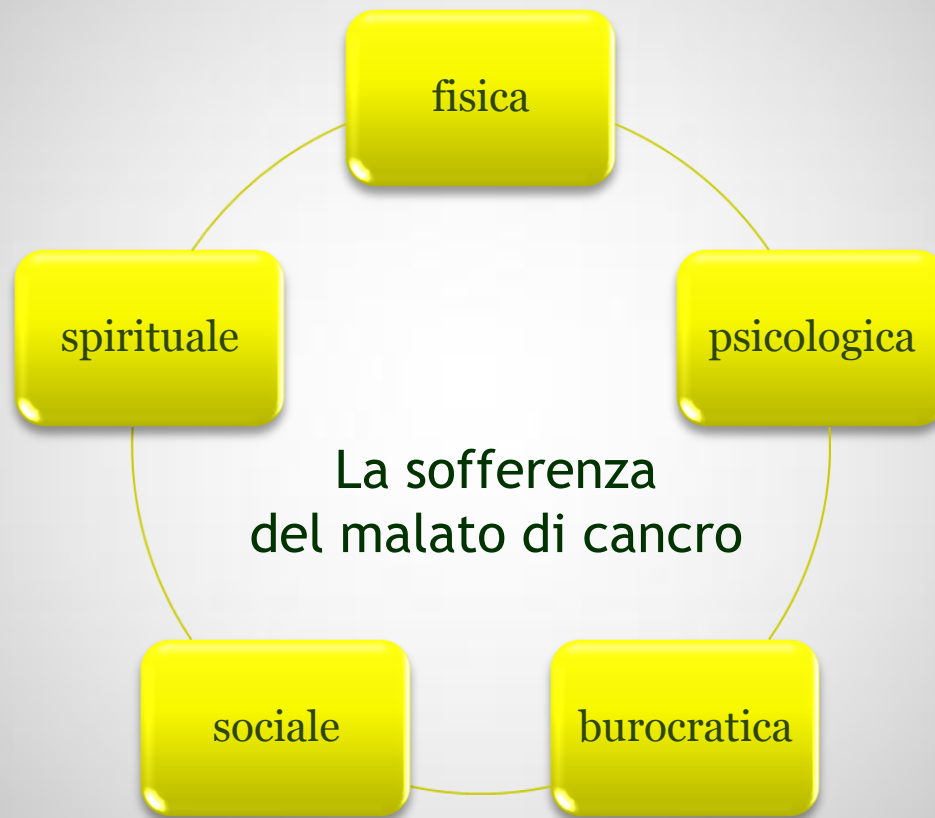 fisica
spirituale
psicologica
La sofferenza
del malato di cancro
sociale
burocratica